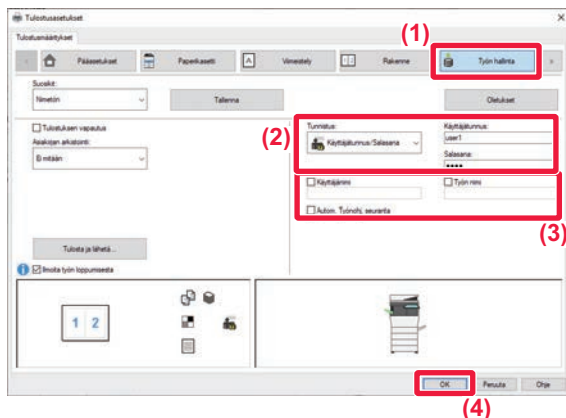 Tulostusasetukset
Tulostusmääritykset
(1)
Pääasetukset
Paperikasetti
A
Viimeistely
1 2
Rakenne
Työn hallinta
Suosikit:
Nimetön
Tallenna
Oletukset
(2)
Tulostuksen vapautus
Asiakirjan arkistointi:
Ei mitään
Tunnistus:
Käyttäjätunnus/Salasana
Käyttäjätunnus:
user1
Salasana:
••••
Käyttäjänimi
Työn nimi
Autom. Työnohj. seuranta
(3)
Tulosta ja lähetä...
Ilmoita työn loppumisesta
1 2
OK
Peruuta
Ohje
(4)